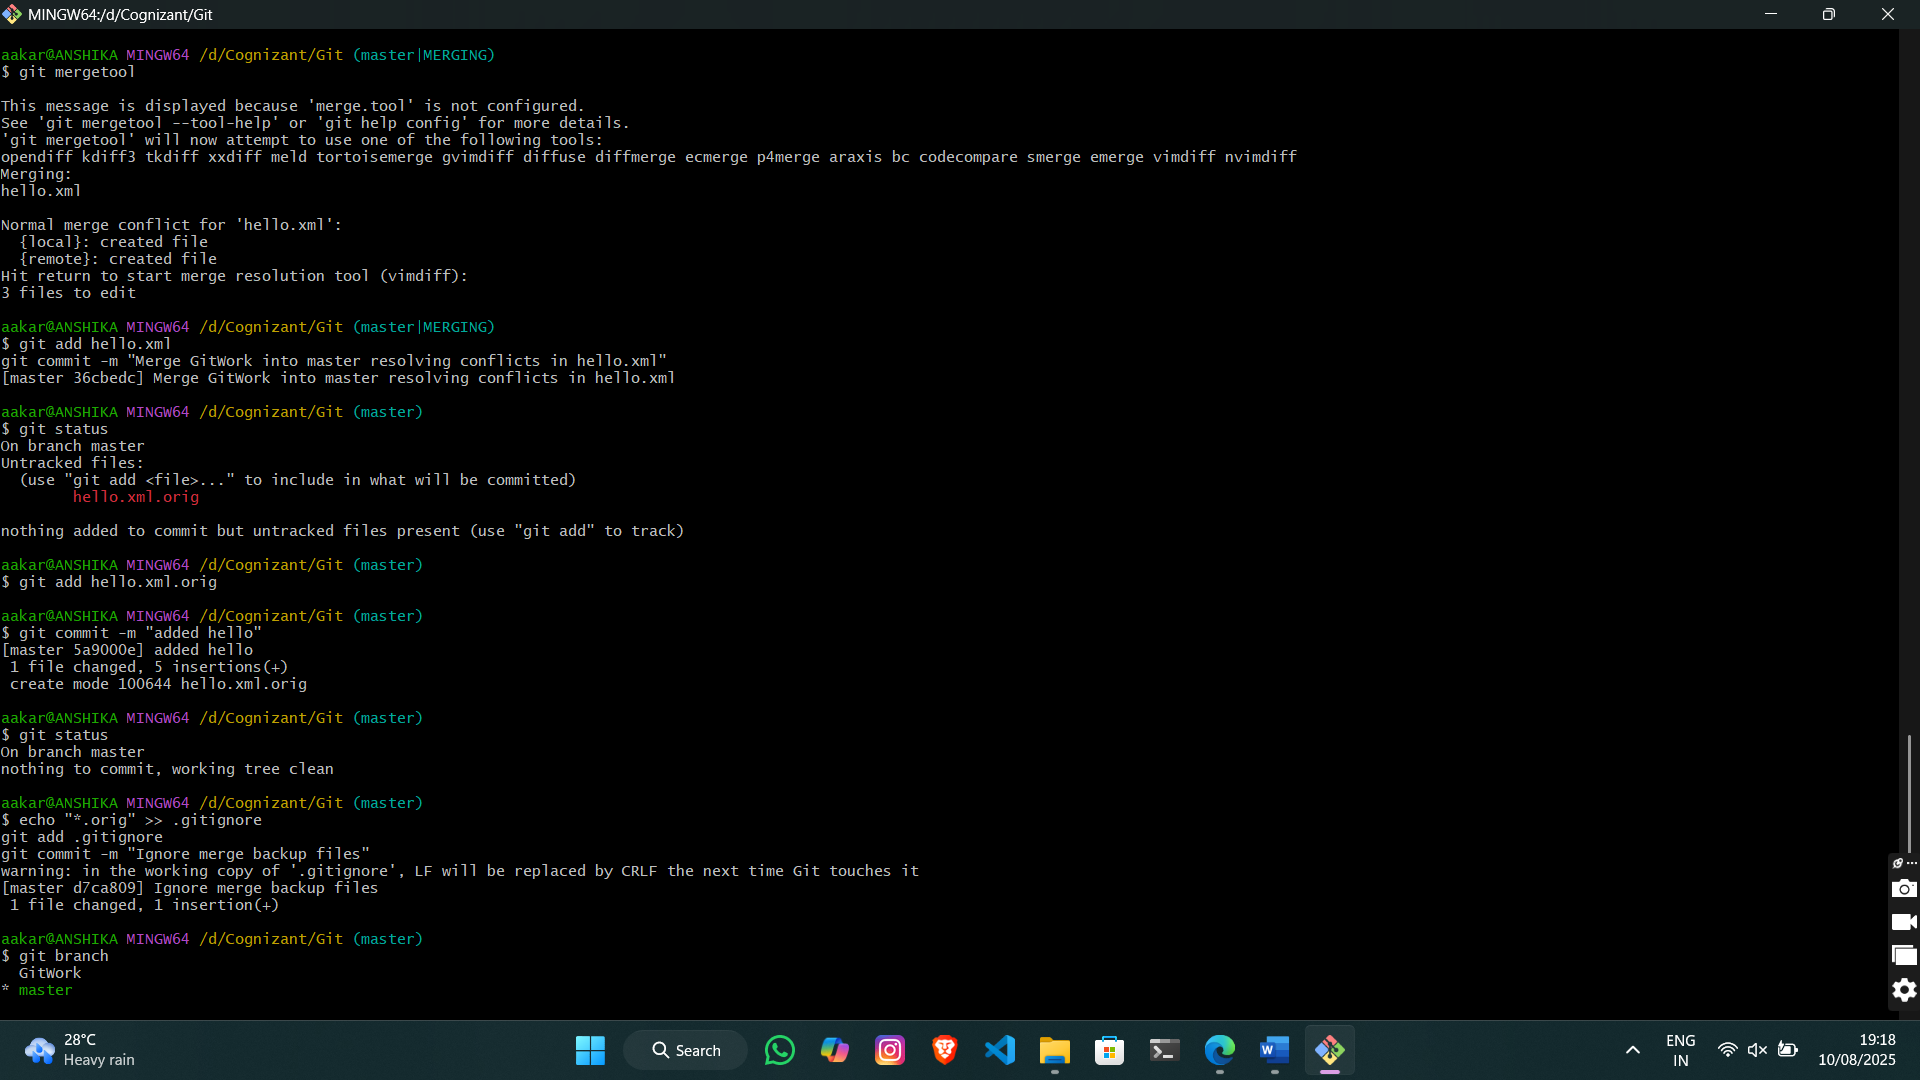 MINGW64:/d/Cognizant/Git
aakar@ANSHIKA MINGW64 /d/Cognizant/Git (master|MERGING)
$ git mergetool
This message is displayed because 'merge.tool' is not configured.
See 'git mergetool --tool-help' or 'git help config' for more details.
'git mergetool' will now attempt to use one of the following tools:
opendiff kdiff3 tkdiff xxdiff meld tortoisemerge gvimdiff diffuse diffmerge ecmerge p4merge araxis bc codecompare smerge emerge vimdiff nvimdiff
Merging:
hello.xml
Normal merge conflict for 'hello.xml':
  {local}: created file
  {remote}: created file
Hit return to start merge resolution tool (vimdiff):
3 files to edit
aakar@ANSHIKA MINGW64 /d/Cognizant/Git (master|MERGING)
$ git add hello.xml
git commit -m "Merge GitWork into master resolving conflicts in hello.xml"
[master 36cbedc] Merge GitWork into master resolving conflicts in hello.xml
aakar@ANSHIKA MINGW64 /d/Cognizant/Git (master)
$ git status
On branch master
Untracked files:
  (use "git add <file>..." to include in what will be committed)
        hello.xml.orig
nothing added to commit but untracked files present (use "git add" to track)
aakar@ANSHIKA MINGW64 /d/Cognizant/Git (master)
$ git add hello.xml.orig
aakar@ANSHIKA MINGW64 /d/Cognizant/Git (master)
$ git commit -m "added hello"
[master 5a9000e] added hello
 1 file changed, 5 insertions(+)
 create mode 100644 hello.xml.orig
aakar@ANSHIKA MINGW64 /d/Cognizant/Git (master)
$ git status
On branch master
nothing to commit, working tree clean
aakar@ANSHIKA MINGW64 /d/Cognizant/Git (master)
$ echo "*.orig" >> .gitignore
git add .gitignore
git commit -m "Ignore merge backup files"
warning: in the working copy of '.gitignore', LF will be replaced by CRLF the next time Git touches it
[master d7ca809] Ignore merge backup files
 1 file changed, 1 insertion(+)
aakar@ANSHIKA MINGW64 /d/Cognizant/Git (master)
$ git branch
  GitWork
* master
28°C
Heavy rain
Search
ENG
IN
19:18
10/08/2025